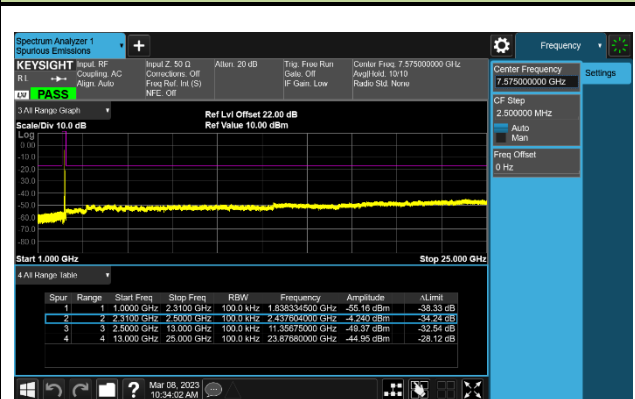 Spectrum Analyzer 1
Spurious Emissions
Frequency
KEYSIGHT Input: RF Input Z: 50 Ω Atten: 20 dB Trig: Free Run Center Freq: 7.575000000 GHz
RL Coupling: AC Corrections: Off Gate: Off Avg|Hold: 10/10
Align: Auto Freq Ref: Int (S) IF Gain: Low Radio Std: None
NFE: Off
LW PASS
Center Frequency
7.575000000 GHz
Settings
CF Step
2.500000 MHz
Auto
Man
Freq Offset
0 Hz
3 All Range Graph
Ref Lvl Offset 22.00 dB
Scale/Div 10.0 dB Ref Value 10.00 dBm
Log
0.00
-10.0
-20.0
-30.0
-40.0
-50.0
-60.0
-70.0
-80.0
Start 1.000 GHz Stop 25.000 GHz
4 All Range Table
Spur Range Start Freq Stop Freq RBW Frequency Amplitude ΔLimit
1 1 1.0000 GHz 2.3100 GHz 100.0 kHz 1.838334500 GHz -55.16 dBm -38.33 dB
2 2 2.3100 GHz 2.5000 GHz 100.0 kHz 2.437604000 GHz -4.240 dBm -34.24 dB
3 3 2.5000 GHz 13.000 GHz 100.0 kHz 11.35675000 GHz -49.37 dBm -32.54 dB
4 4 13.000 GHz 25.000 GHz 100.0 kHz 23.87680000 GHz -44.95 dBm -28.12 dB
? Mar 08, 2023
10:34:02 AM